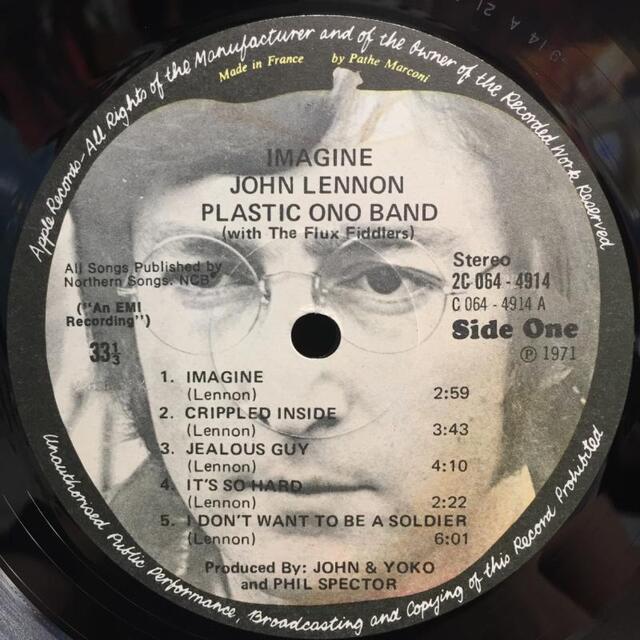 Apple Records-All Rights of the Manufacturer and of the Owner of the Recorded Work Reserved
Made in France by Pathe Marconi
IMAGINE
JOHN LENNON
PLASTIC ONO BAND
(with The Flux Fiddlers)
All Songs Published by
Northern Songs. NCB
("An EMI
Recording")
33⅓
Stereo
2C 064 - 4914
C 064 - 4914 A
Side One
℗ 1971
1. IMAGINE
(Lennon) 2:59
2. CRIPPLED INSIDE
(Lennon) 3:43
3. JEALOUS GUY
(Lennon) 4:10
4. IT'S SO HARD
(Lennon) 2:22
5. I DON'T WANT TO BE A SOLDIER
(Lennon) 6:01
Produced By: JOHN & YOKO
and PHIL SPECTOR
Unauthorised Public Performance, Broadcasting and Copying of this Record Prohibited